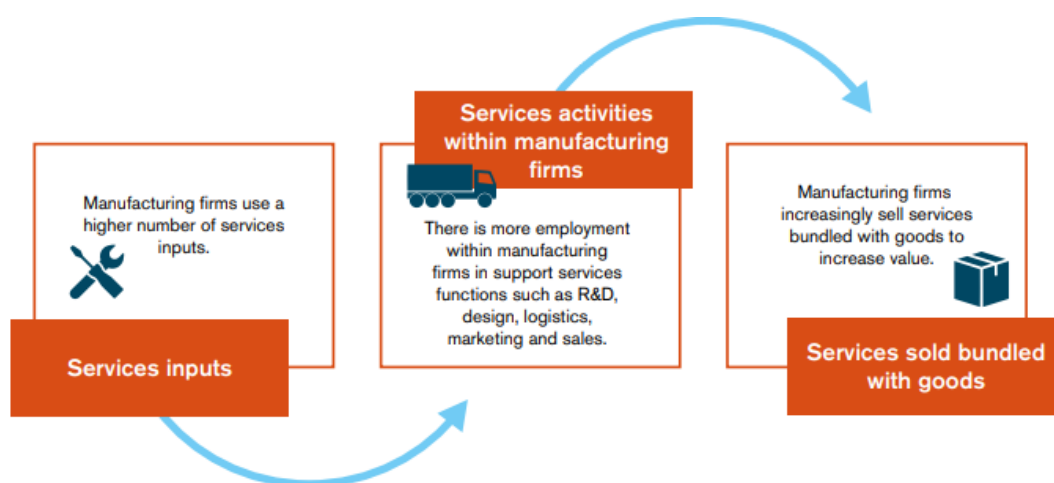 Manufacturing firms use a
higher number of services
inputs.
Services inputs
Services activities
within manufacturing
firms
There is more employment
within manufacturing
firms in support services
functions such as R&D,
design, logistics,
marketing and sales.
Manufacturing firms
increasingly sell services
bundled with goods to
increase value.
Services sold bundled
with goods